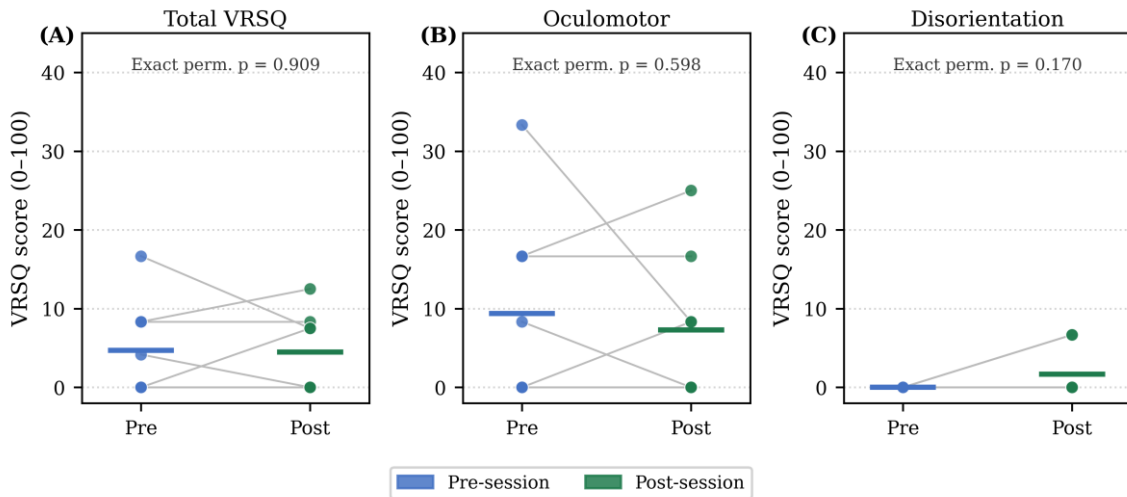 Total VRSQ
(A)
Exact perm. p = 0.909
VRSQ score (0–100)
40
30
20
10
0
Pre Post
Oculomotor
(B)
Exact perm. p = 0.598
VRSQ score (0–100)
40
30
20
10
0
Pre Post
Disorientation
(C)
Exact perm. p = 0.170
VRSQ score (0–100)
40
30
20
10
0
Pre Post
Pre-session Post-session